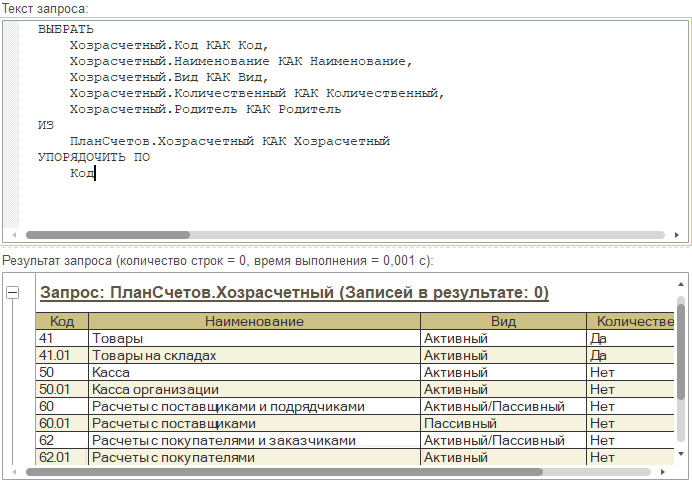 Текст запроса:
ВЫБРАТЬ
Хозрасчетный.Код КАК Код,
Хозрасчетный.Наименование КАК Наименование,
Хозрасчетный.Вид КАК Вид,
Хозрасчетный.Количественный КАК Количественный,
Хозрасчетный.Родитель КАК Родитель
ИЗ
ПланСчетов.Хозрасчетный КАК Хозрасчетный
УПОРЯДОЧИТЬ ПО
Код
Результат запроса (количество строк = 0, время выполнения = 0,001 с):
Запрос: ПланСчетов.Хозрасчетный (Записей в результате: 0)
Код Наименование Вид Количестве
41 Товары Активный Да
41.01 Товары на складах Активный Да
50 Касса Активный Нет
50.01 Касса организации Активный Нет
60 Расчеты с поставщиками и подрядчиками Активный/Пассивный Нет
60.01 Расчеты с поставщиками Пассивный Нет
62 Расчеты с покупателями и заказчиками Активный/Пассивный Нет
62.01 Расчеты с покупателями Активный Нет